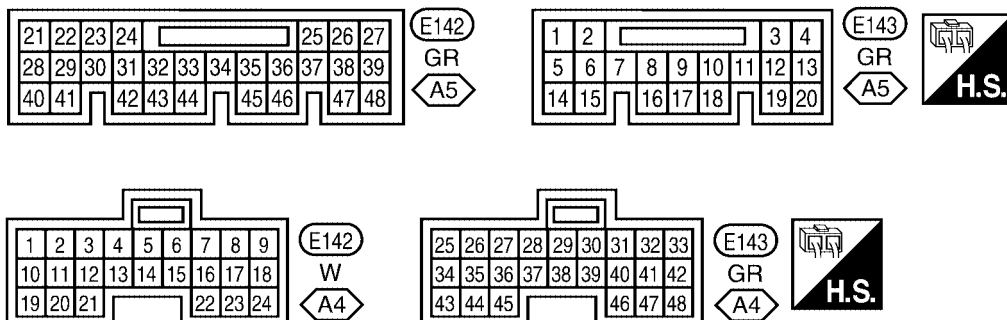 21 22 23 24 25 26 27
28 29 30 31 32 33 34 35 36 37 38 39
40 41 42 43 44 45 46 47 48
E142
GR
A5
1 2 3 4
5 6 7 8 9 10 11 12 13
14 15 16 17 18 19 20
E143
GR
A5
H.S.
1 2 3 4 5 6 7 8 9
10 11 12 13 14 15 16 17 18
19 20 21 22 23 24
E142
W
A4
25 26 27 28 29 30 31 32 33
34 35 36 37 38 39 40 41 42
43 44 45 46 47 48
E143
GR
A4
H.S.